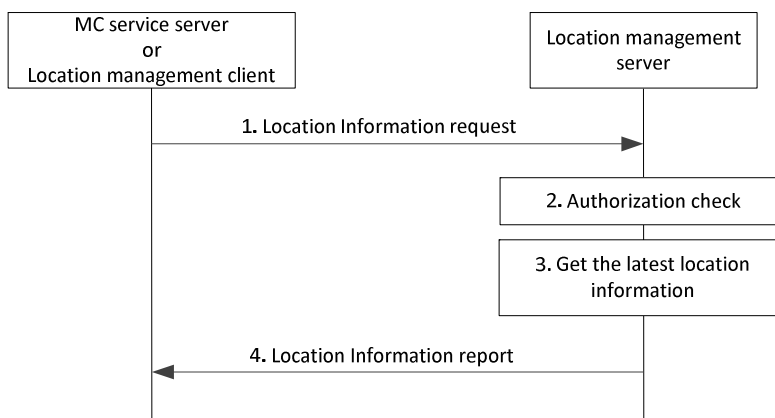 MC service server
or
Location management client
Location management
server
1. Location Information request
2. Authorization check
3. Get the latest location
information
4. Location Information report